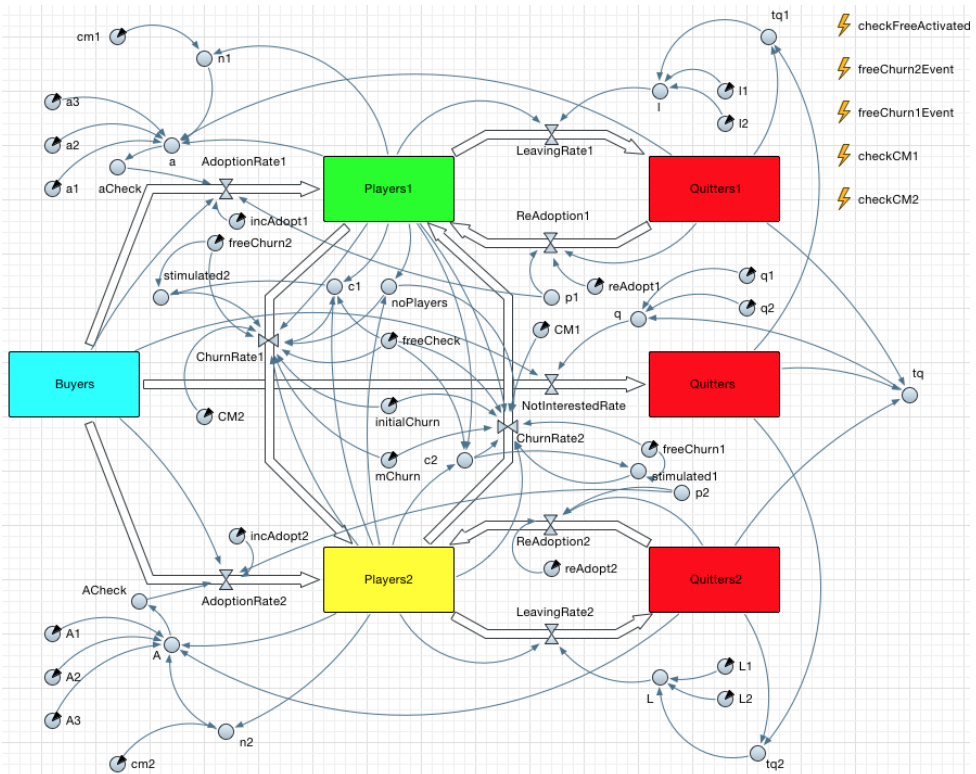 tq1
checkFreeActivated
cm1
n1
freeChurn2Event
l
l1
a3
freeChurn1Event
l2
a2
a
LeavingRate1
checkCM1
AdoptionRate1
aCheck
a1
Players1
Quitters1
checkCM2
incAdopt1
ReAdoption1
freeChurn2
stimulated2
c1
noPlayers
p1
reAdopt1
q1
q
q2
CM1
freeCheck
ChurnRate1
Buyers
Quitters
tq
NotInterestedRate
CM2
initialChurn
ChurnRate2
freeChurn1
mChurn
c2
stimulated1
p2
incAdopt2
ReAdoption2
reAdopt2
Players2
Quitters2
ACheck
AdoptionRate2
LeavingRate2
A1
A
A2
L1
L
L2
A3
n2
cm2
tq2